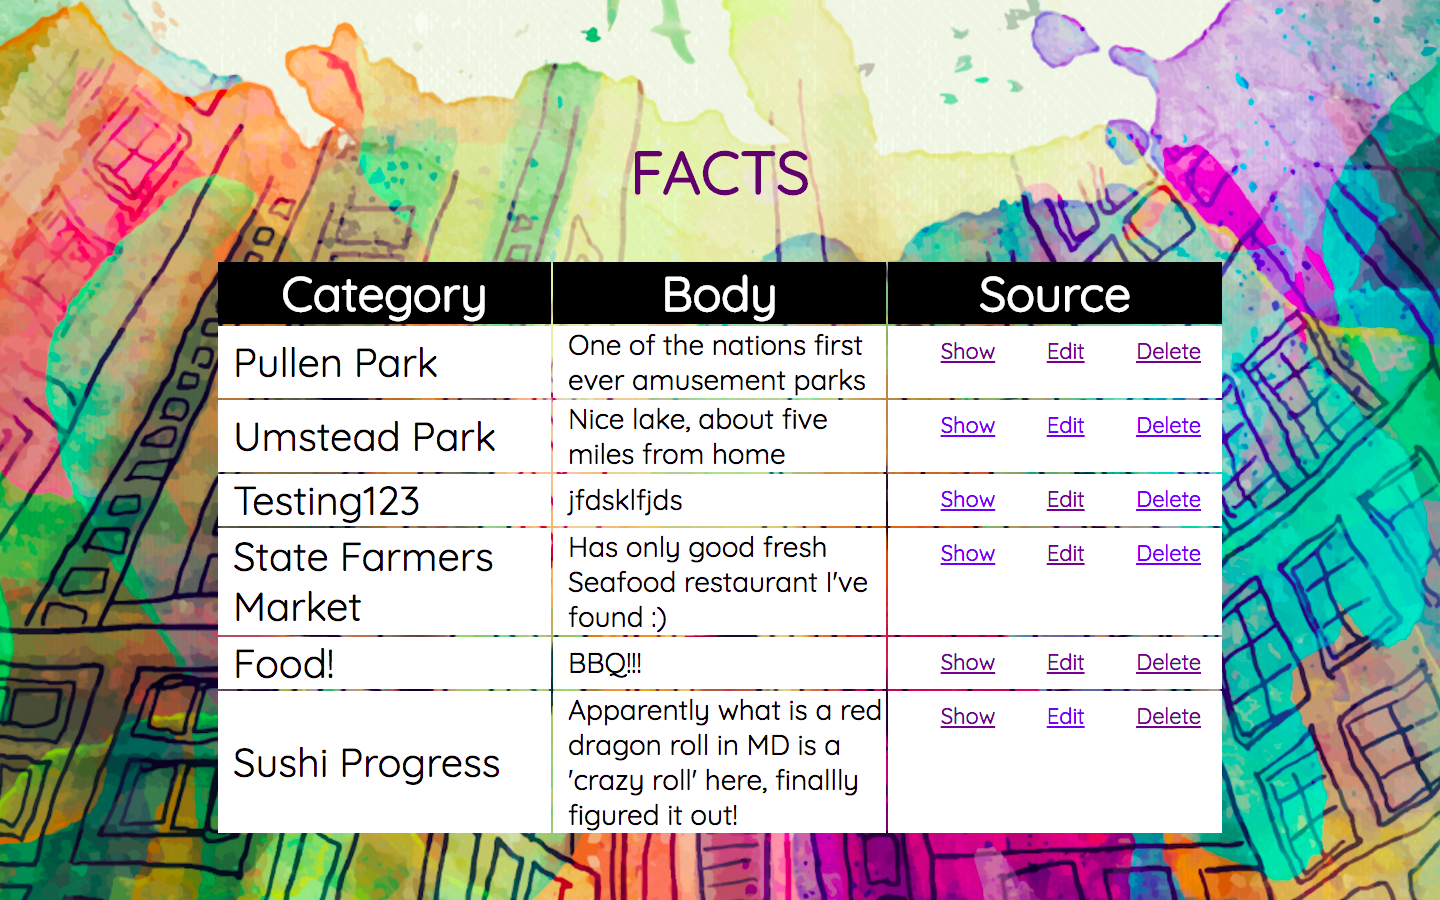 FACTS
Category Body Source
Pullen Park One of the nations first Show Edit Delete
ever amusement parks
Umstead Park Nice lake, about five Show Edit Delete
miles from home
Testing123 jfdsklfjds Show Edit Delete
State Farmers Has only good fresh Show Edit Delete
Market Seafood restaurant I've
found :)
Food! BBQ!!! Show Edit Delete
Sushi Progress Apparently what is a red Show Edit Delete
dragon roll in MD is a
'crazy roll' here, finallly
figured it out!